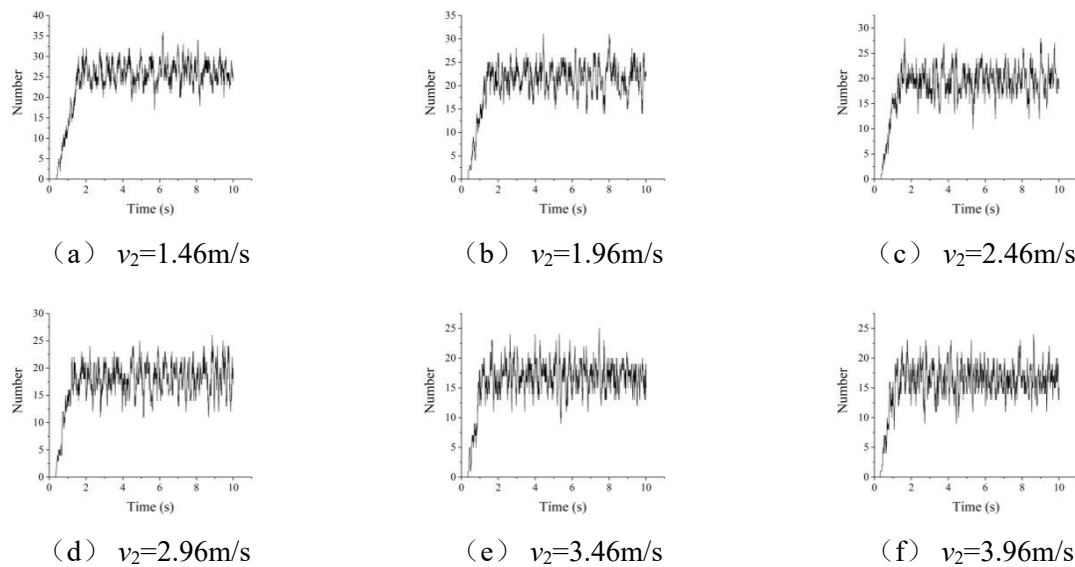 40
35
30
25
20
15
10
5
0
Number
0 2 4 6 8 10
Time (s)
(a) v₂=1.46m/s
35
30
25
20
15
10
5
0
Number
0 2 4 6 8 10
Time (s)
(b) v₂=1.96m/s
30
25
20
15
10
5
0
Number
0 2 4 6 8 10
Time (s)
(c) v₂=2.46m/s
30
25
20
15
10
5
0
Number
0 2 4 6 8 10
Time (s)
(d) v₂=2.96m/s
25
20
15
10
5
0
Number
0 2 4 6 8 10
Time (s)
(e) v₂=3.46m/s
25
20
15
10
5
0
Number
0 2 4 6 8 10
Time (s)
(f) v₂=3.96m/s